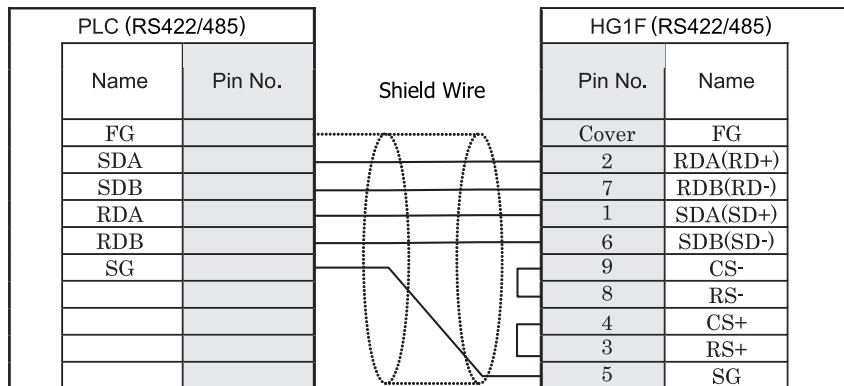 PLC (RS422/485) HG1F (RS422/485)
Name Pin No. Shield Wire Pin No. Name
FG Cover FG
SDA 2 RDA(RD+)
SDB 7 RDB(RD-)
RDA 1 SDA(SD+)
RDB 6 SDB(SD-)
SG 9 CS-
8 RS-
4 CS+
3 RS+
5 SG